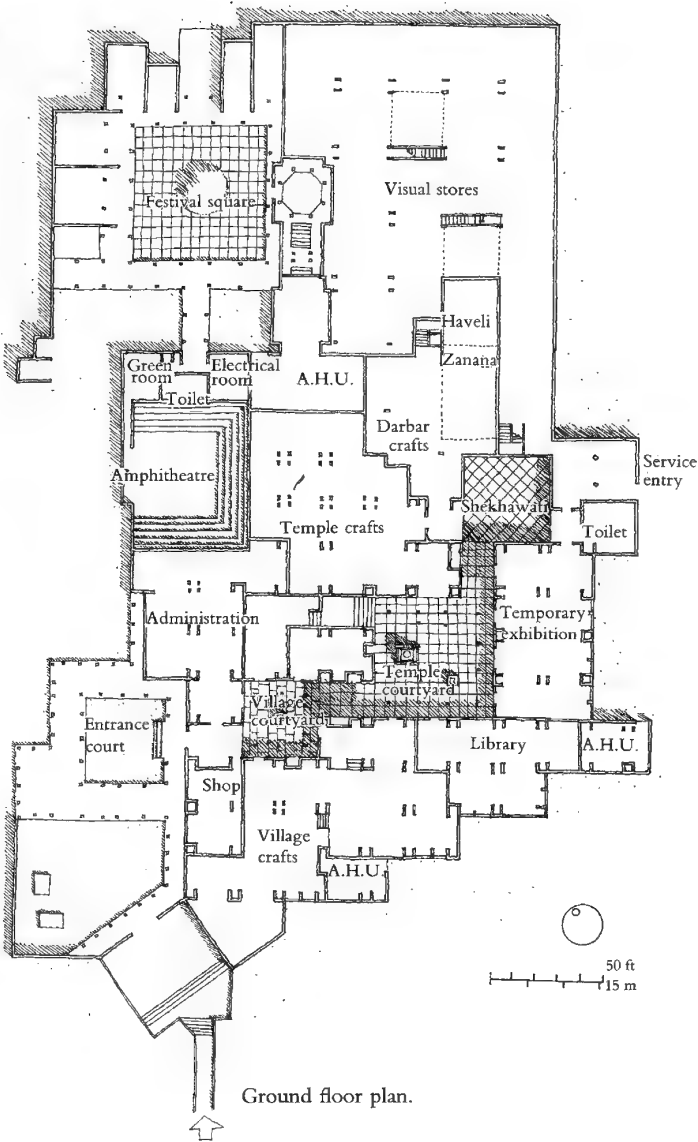 Festival square
Visual stores
Haveli
Zanana
Green
room
Electrical
room
Toilet
A.H.U.
Darbar
crafts
Amphitheatre
Service
entry
Shekhawati
Temple crafts
Toilet
Administration
Temporary
exhibition
Temple
courtyard
Village
courtyard
Entrance
court
Library
A.H.U.
Shop
Village
crafts
A.H.U.
50 ft
15 m
Ground floor plan.